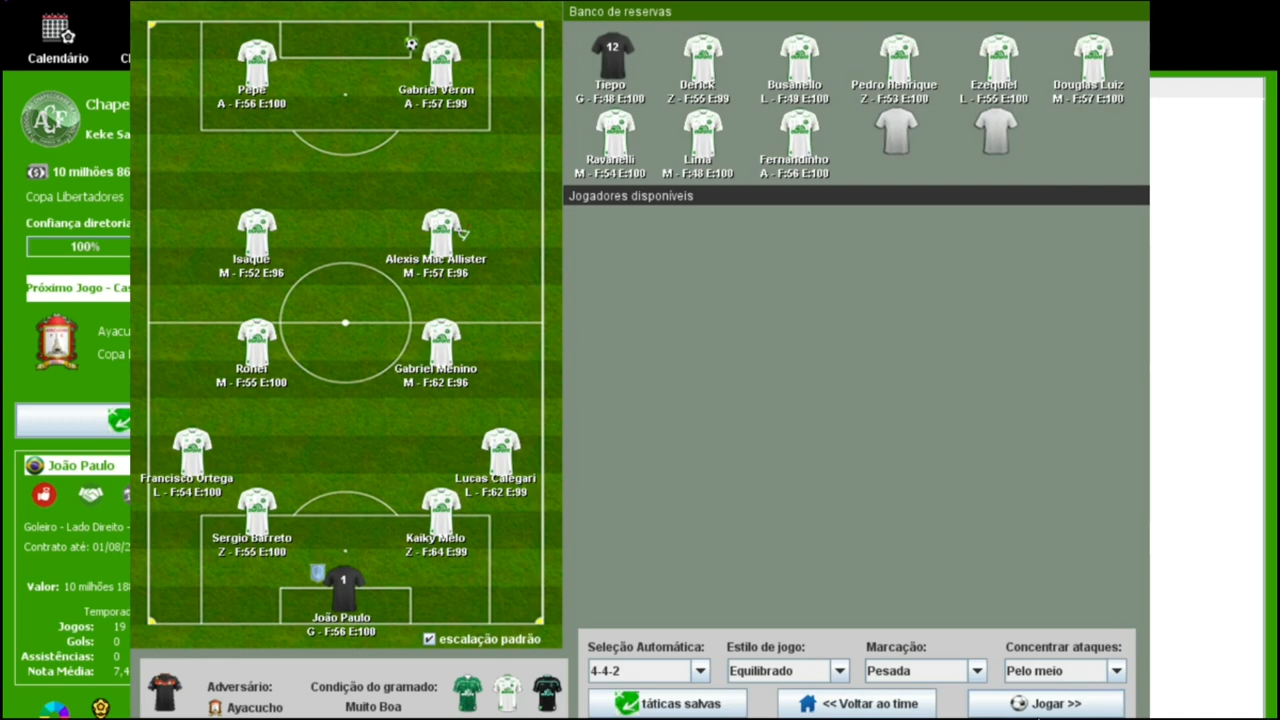 Calendário
Cl
Chape
Keke Sa
10 milhões 86
Copa Libertadores
Confiança diretoria
100%
Próximo Jogo - Cas
Ayacu
Copa
João Paulo
Goleiro - Lado Direito -
Contrato até: 01/08/2
Valor: 10 milhões 188
Temporad
Jogos: 19
Gols: 0
Assistências: 0
Nota Média: 7,4
Pepê
A - F:56 E:100
Gabriel Veron
A - F:57 E:99
Isaque
M - F:52 E:96
Alexis Mac Allister
M - F:57 E:96
Ronei
M - F:55 E:100
Gabriel Menino
M - F:62 E:96
Francisco Ortega
L - F:54 E:100
Lucas Calegari
L - F:62 E:99
Sergio Barreto
Z - F:55 E:100
Kaiky Melo
Z - F:64 E:99
1
João Paulo
G - F:56 E:100
escalação padrão
Adversário:
Ayacucho
Condição do gramado:
Muito Boa
Banco de reservas
12
Tiepo
G - F:48 E:100
Derick
Z - F:55 E:99
Busanello
L - F:49 E:100
Pedro Henrique
Z - F:53 E:100
Ezequiel
L - F:55 E:100
Douglas Luiz
M - F:57 E:100
Ravanelli
M - F:54 E:100
Lima
M - F:48 E:100
Fernandinho
A - F:56 E:100
Jogadores disponíveis
Seleção Automática:
4-4-2
Estilo de jogo:
Equilibrado
Marcação:
Pesada
Concentrar ataques:
Pelo meio
táticas salvas
<< Voltar ao time
Jogar >>